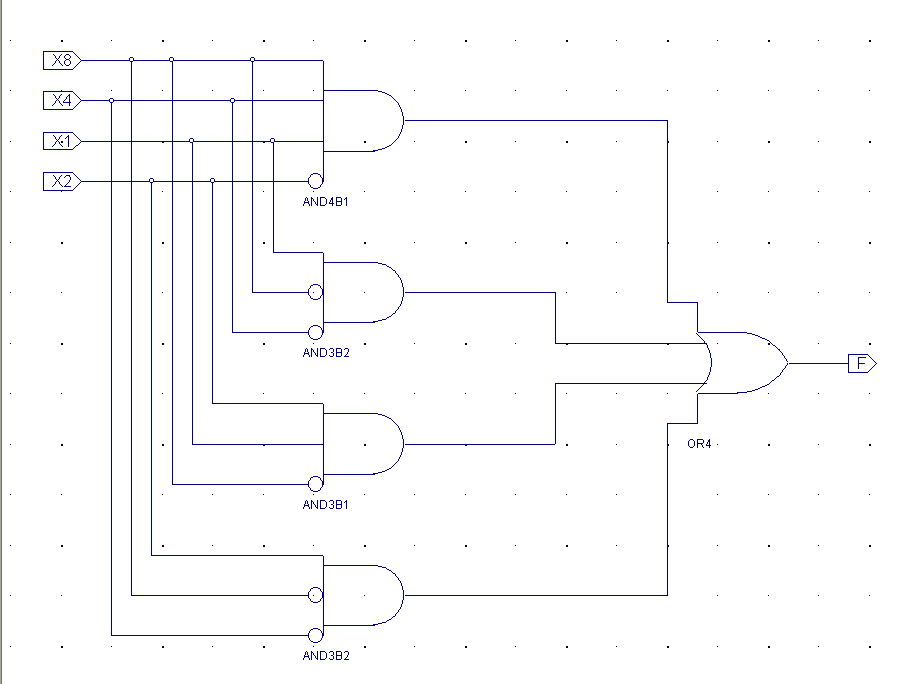 X8
X4
X1
X2
AND4B1
AND3B2
F
OR4
AND3B1
AND3B2